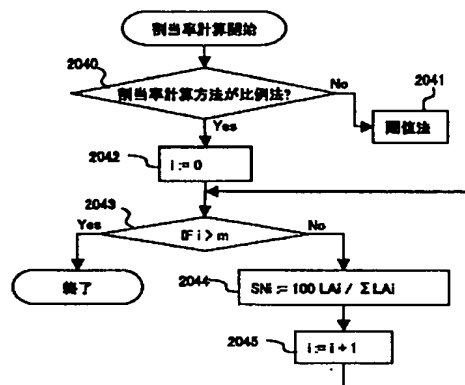 割当率計算開始
2040
割当率計算方法が比例法?
No
2041
閾値法
Yes
2042
i := 0
2043
Yes
IF i > m
No
終了
2044
SNi := 100 LAi / Σ LAi
2045
i := i + 1